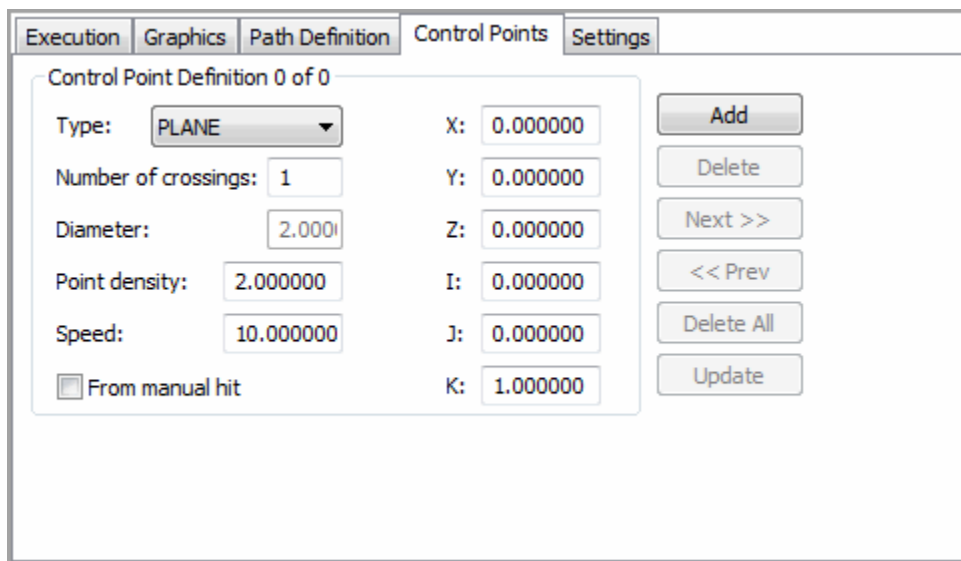 Execution Graphics Path Definition Control Points Settings
Control Point Definition 0 of 0
Type: PLANE X: 0.000000 Add
Number of crossings: 1 Y: 0.000000 Delete
Diameter: 2.000 Z: 0.000000 Next >>
Point density: 2.000000 I: 0.000000 << Prev
Speed: 10.000000 J: 0.000000 Delete All
From manual hit K: 1.000000 Update